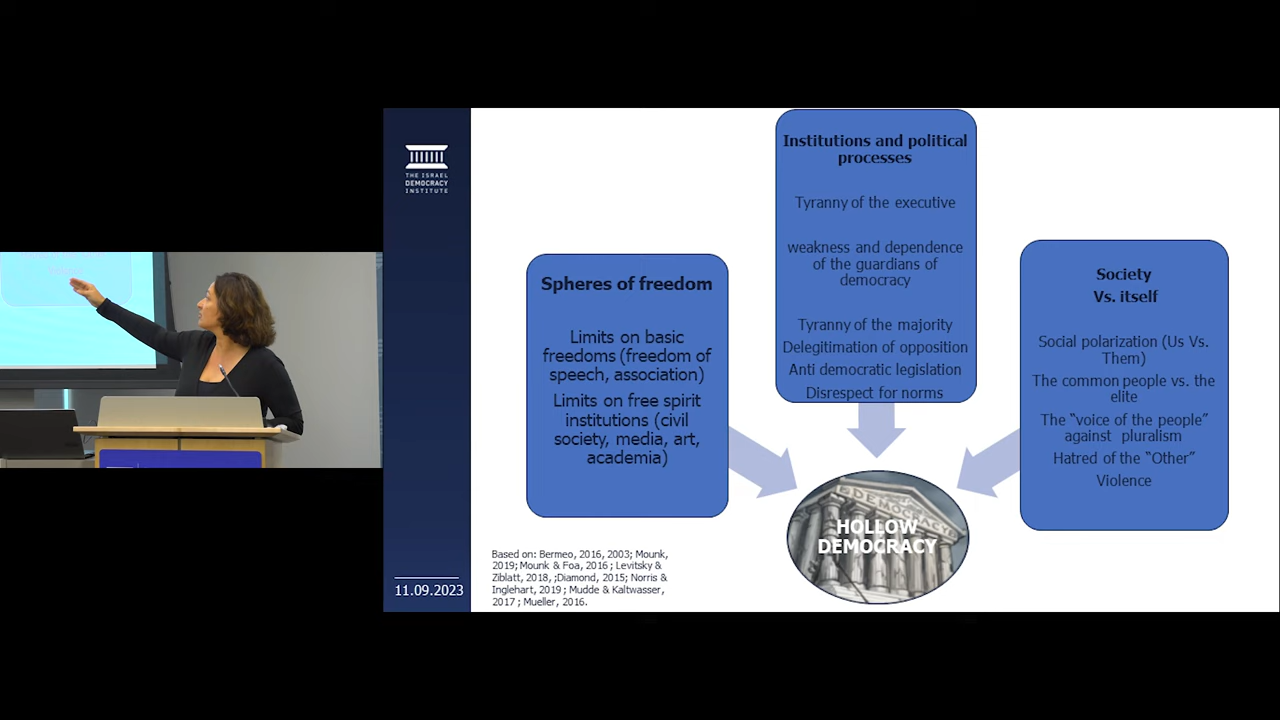 THE ISRAEL
DEMOCRACY
INSTITUTE
11.09.2023
Spheres of freedom
Limits on basic
freedoms (freedom of
speech, association)
Limits on free spirit
institutions (civil
society, media, art,
academia)
Institutions and political
processes
Tyranny of the executive
weakness and dependence
of the guardians of
democracy
Tyranny of the majority
Delegitimation of opposition
Anti democratic legislation
Disrespect for norms
Society
Vs. itself
Social polarization (Us Vs.
Them)
The common people vs. the
elite
The “voice of the people”
against pluralism
Hatred of the “Other”
Violence
DEMOCRACY
HOLLOW
DEMOCRACY
Based on: Bermeo, 2016, 2003; Mounk,
2019; Mounk & Foa, 2016 ; Levitsky &
Ziblatt, 2018, ;Diamond, 2015; Norris &
Inglehart, 2019 ; Mudde & Kaltwasser,
2017 ; Mueller, 2016.